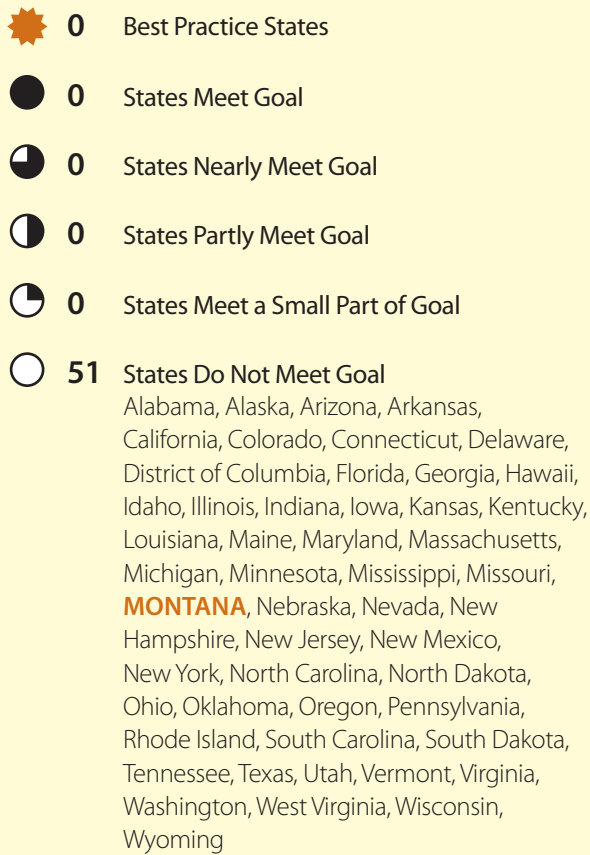 0 Best Practice States
0 States Meet Goal
0 States Nearly Meet Goal
0 States Partly Meet Goal
0 States Meet a Small Part of Goal
51 States Do Not Meet Goal
Alabama, Alaska, Arizona, Arkansas,
California, Colorado, Connecticut, Delaware,
District of Columbia, Florida, Georgia, Hawaii,
Idaho, Illinois, Indiana, Iowa, Kansas, Kentucky,
Louisiana, Maine, Maryland, Massachusetts,
Michigan, Minnesota, Mississippi, Missouri,
MONTANA, Nebraska, Nevada, New
Hampshire, New Jersey, New Mexico,
New York, North Carolina, North Dakota,
Ohio, Oklahoma, Oregon, Pennsylvania,
Rhode Island, South Carolina, South Dakota,
Tennessee, Texas, Utah, Vermont, Virginia,
Washington, West Virginia, Wisconsin,
Wyoming